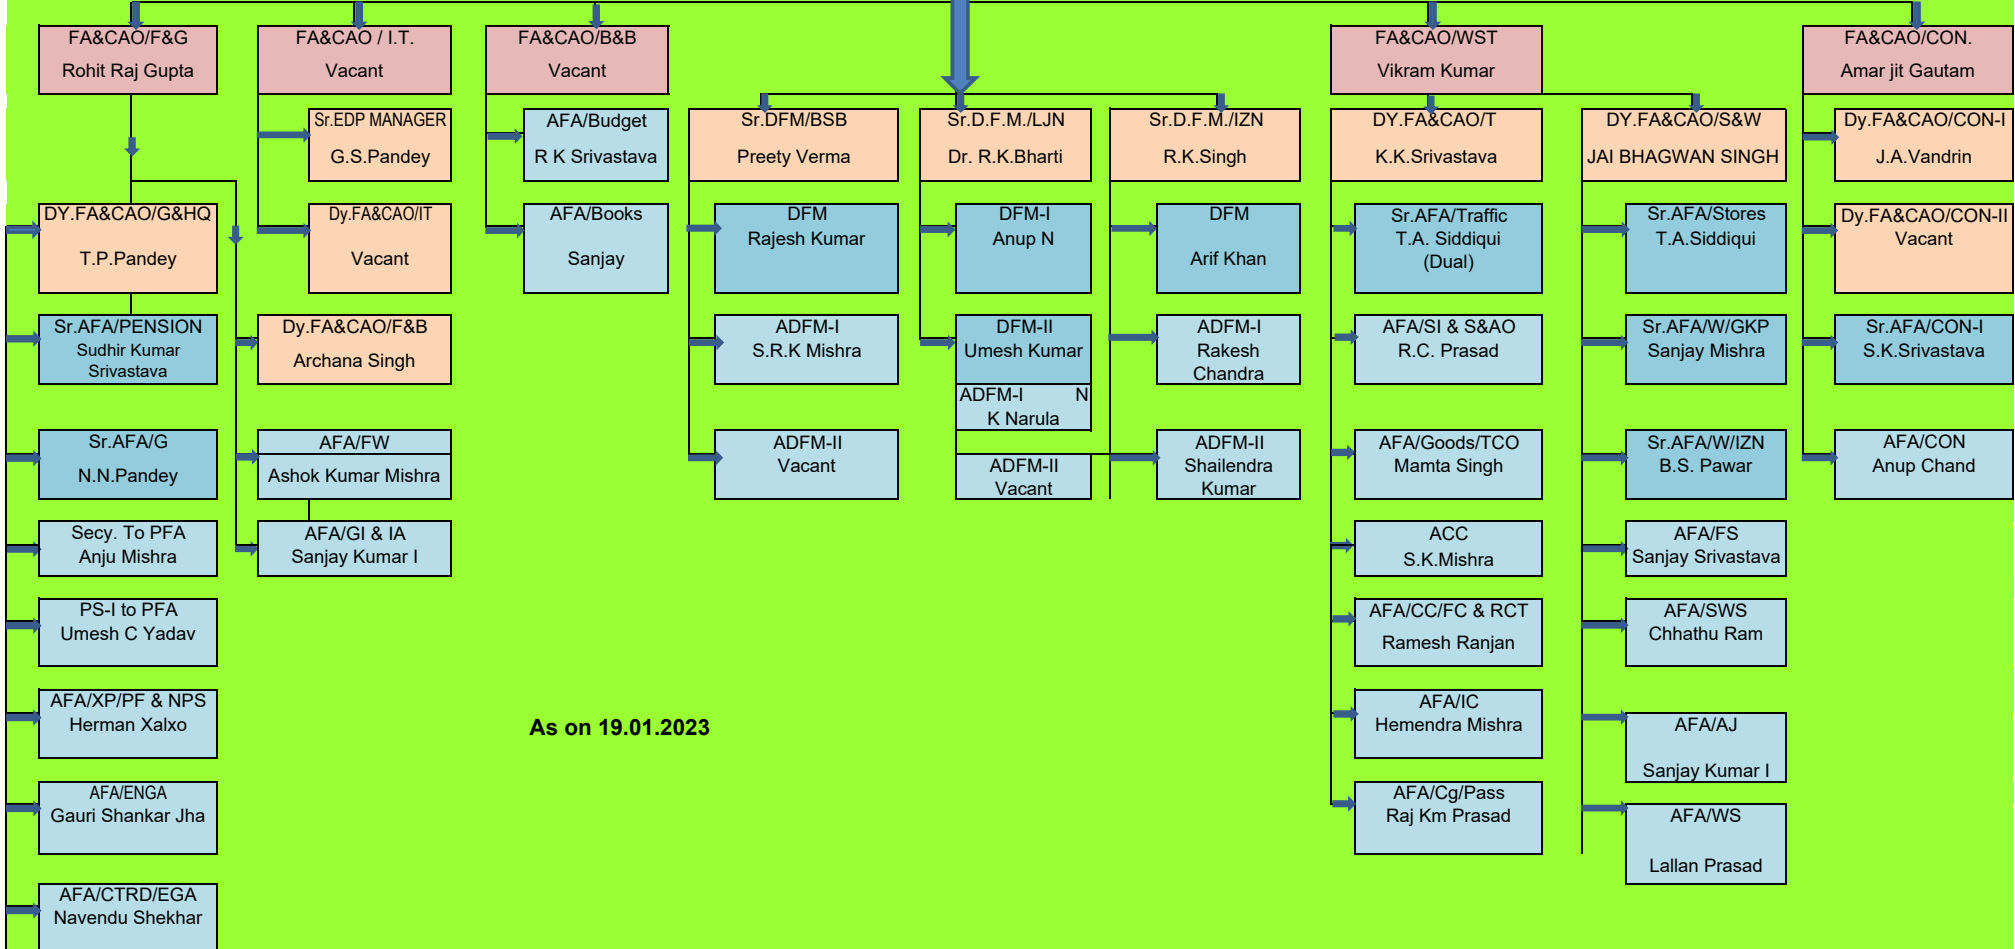 FA&CAO/F&G
Rohit Raj Gupta
FA&CAO / I.T.
Vacant
FA&CAO/B&B
Vacant
FA&CAO/WST
Vikram Kumar
FA&CAO/CON.
Amar jit Gautam
Sr.EDP MANAGER
G.S.Pandey
AFA/Budget
R K Srivastava
Sr.DFM/BSB
Preety Verma
Sr.D.F.M./LJN
Dr. R.K.Bharti
Sr.D.F.M./IZN
R.K.Singh
DY.FA&CAO/T
K.K.Srivastava
DY.FA&CAO/S&W
JAI BHAGWAN SINGH
Dy.FA&CAO/CON-I
J.A.Vandrin
DY.FA&CAO/G&HQ
T.P.Pandey
Dy.FA&CAO/IT
Vacant
AFA/Books
Sanjay
DFM
Rajesh Kumar
DFM-I
Anup N
DFM
Arif Khan
Sr.AFA/Traffic
T.A. Siddiqui
(Dual)
Sr.AFA/Stores
T.A.Siddiqui
Dy.FA&CAO/CON-II
Vacant
Sr.AFA/PENSION
Sudhir Kumar
Srivastava
Dy.FA&CAO/F&B
Archana Singh
ADFM-I
S.R.K Mishra
DFM-II
Umesh Kumar
ADFM-I N
K Narula
ADFM-I
Rakesh
Chandra
AFA/SI & S&AO
R.C. Prasad
Sr.AFA/W/GKP
Sanjay Mishra
Sr.AFA/CON-I
S.K.Srivastava
Sr.AFA/G
N.N.Pandey
AFA/FW
Ashok Kumar Mishra
ADFM-II
Vacant
ADFM-II
Vacant
ADFM-II
Shailendra
Kumar
AFA/Goods/TCO
Mamta Singh
Sr.AFA/W/IZN
B.S. Pawar
AFA/CON
Anup Chand
Secy. To PFA
Anju Mishra
AFA/GI & IA
Sanjay Kumar I
ACC
S.K.Mishra
AFA/FS
Sanjay Srivastava
PS-I to PFA
Umesh C Yadav
AFA/CC/FC & RCT
Ramesh Ranjan
AFA/SWS
Chhathu Ram
AFA/XP/PF & NPS
Herman Xalxo
As on 19.01.2023
AFA/IC
Hemendra Mishra
AFA/AJ
Sanjay Kumar I
AFA/ENGA
Gauri Shankar Jha
AFA/Cg/Pass
Raj Km Prasad
AFA/WS
Lallan Prasad
AFA/CTRD/EGA
Navendu Shekhar